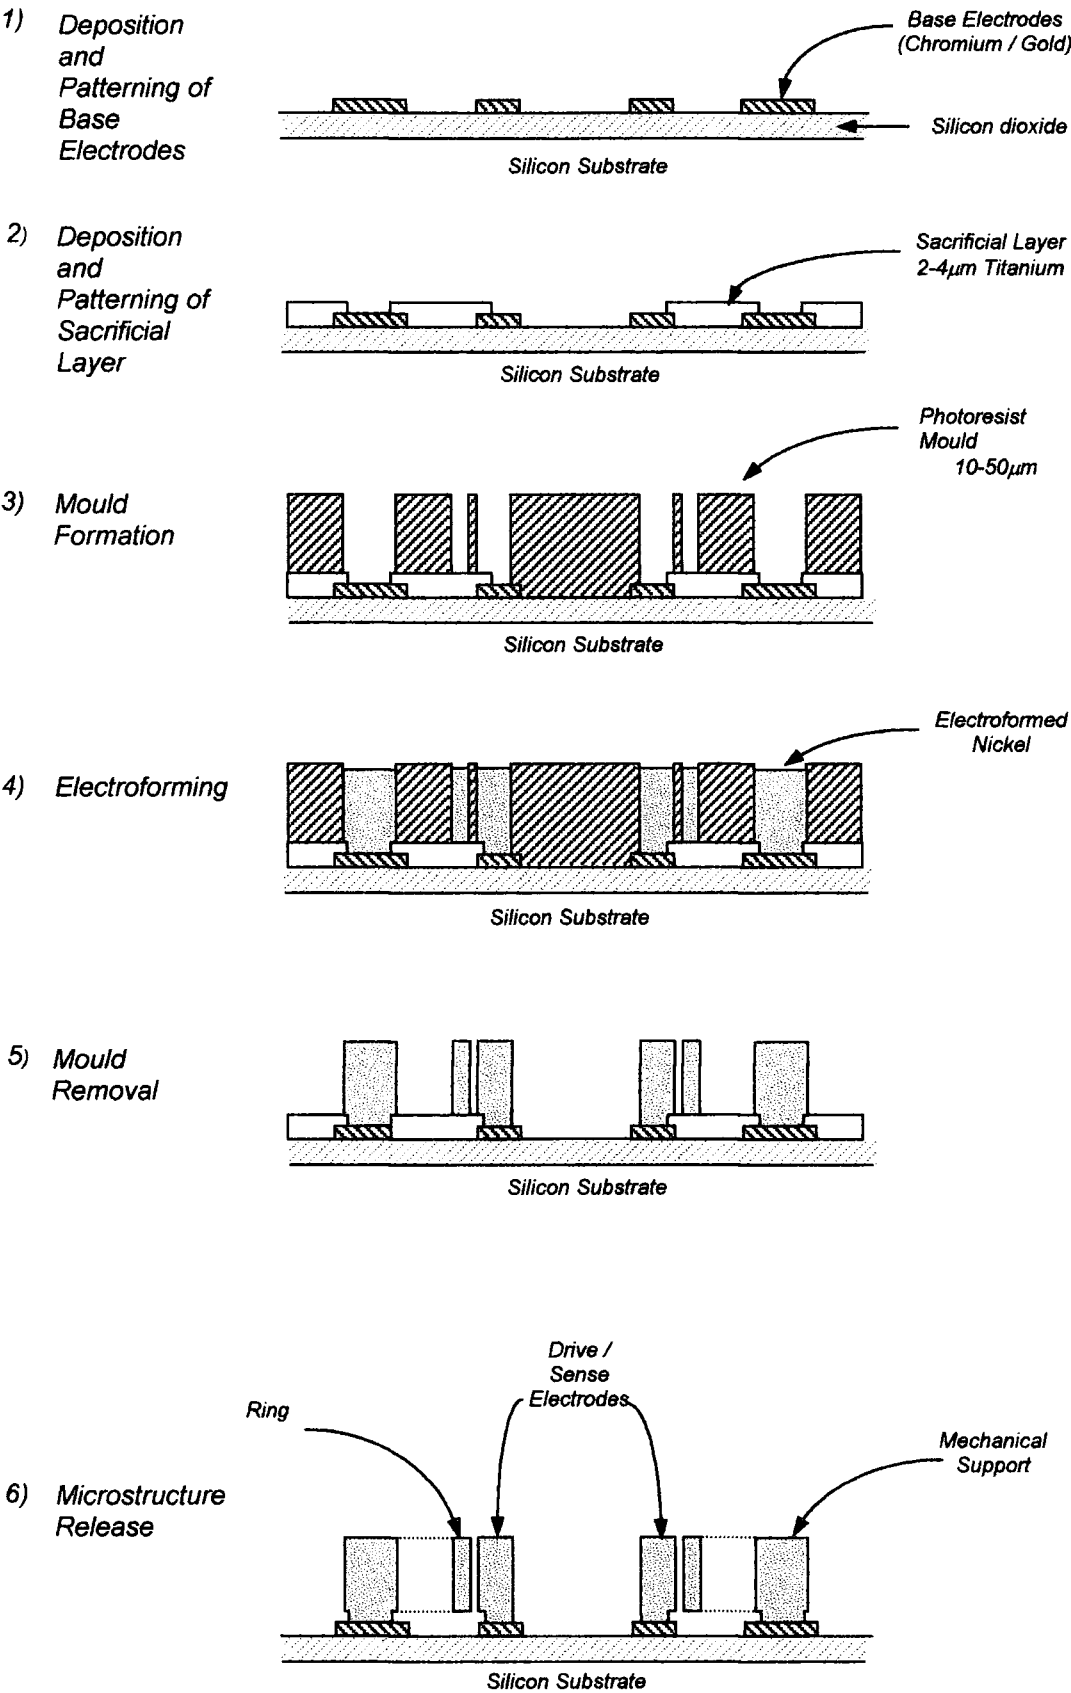 1) Deposition
and
Patterning of
Base
Electrodes
Base Electrodes
(Chromium / Gold)
Silicon dioxide
Silicon Substrate
2) Deposition
and
Patterning of
Sacrificial
Layer
Sacrificial Layer
2-4μm Titanium
Silicon Substrate
3) Mould
Formation
Photoresist
Mould
10-50μm
Silicon Substrate
4) Electroforming
Electroformed
Nickel
Silicon Substrate
5) Mould
Removal
Silicon Substrate
6) Microstructure
Release
Ring
Drive /
Sense
Electrodes
Mechanical
Support
Silicon Substrate